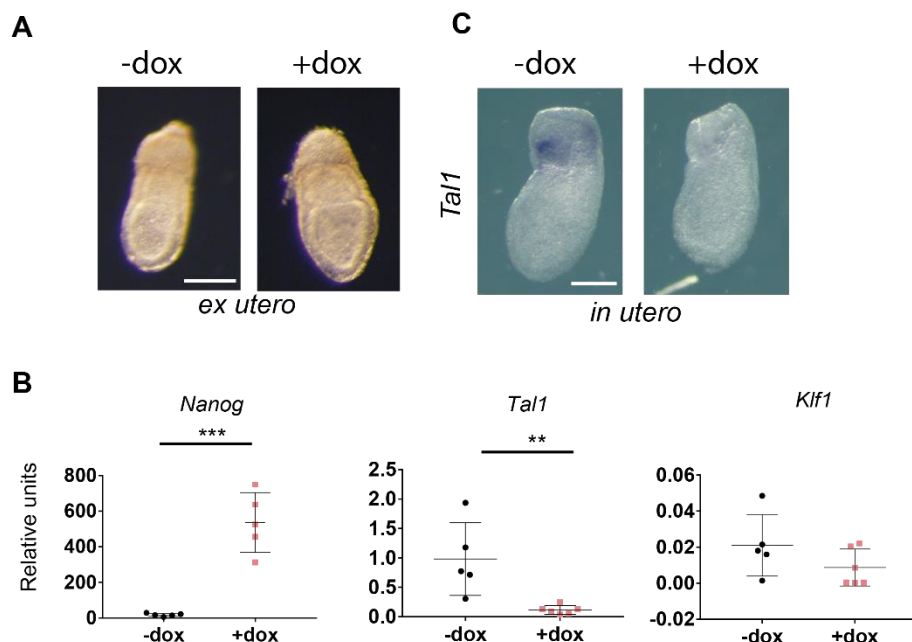 A
-dox +dox
ex utero
C
-dox +dox
Tal1
in utero
B
Nanog
***
Relative units
800
600
400
200
0
-dox +dox
Tal1
**
2.5
2.0
1.5
1.0
0.5
0.0
-dox +dox
Klf1
0.06
0.04
0.02
0.00
-0.02
-dox +dox